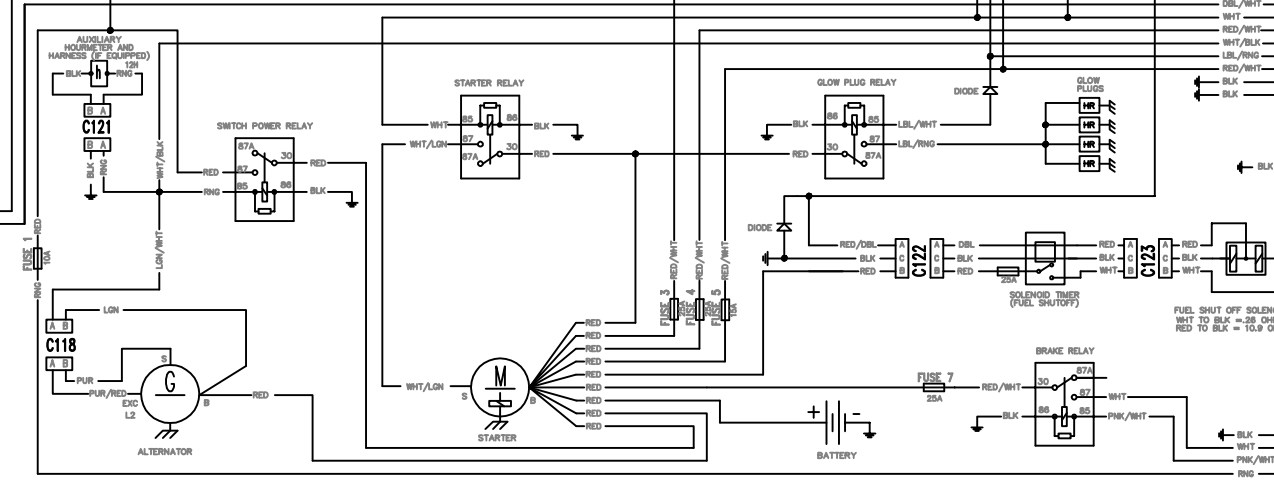 DBL/WHT
WHT
RED/WHT
WHT/BLK
LBL/RNG
RED/WHT
BLK
BLK
BLK
AUXILIARY
HOURMETER AND
HARNESS (IF EQUIPPED)
12N
BLK h RNG
B A
C121
B A
BLK
RNG
WHT/BLK
SWITCH POWER RELAY
87A
30
RED
RED
87
RNG
85
86
BLK
STARTER RELAY
WHT
85
86
BLK
WHT/LGN
87
87A
30
RED
GLOW PLUG RELAY
BLK
86
85
LBL/WHT
87
LBL/RNG
RED
30
87A
DIODE
GLOW
PLUGS
HR
HR
HR
HR
FUSE 1
10A
RED
RNG
LGN/WHT
LGN
A B
C118
A B
PUR
PUR/RED
S
G
EXC
L2
B
RED
ALTERNATOR
WHT/LGN
S
M
B
STARTER
RED
RED
RED
RED
RED
RED
RED
RED
RED
RED/WHT
RED/WHT
RED/WHT
FUSE 3
25A
FUSE 4
FUSE 5
15A
DIODE
RED/DBL
BLK
RED
A
C
B
C122
A
C
B
DBL
BLK
RED
25A
SOLENOID TIMER
(FUEL SHUTOFF)
RED
BLK
WHT
A
C
B
C123
A
C
B
RED
BLK
WHT
FUEL SHUT OFF SOLEN
WHT TO BLK =.26 OH
RED TO BLK = 10.9 O
FUSE 7
25A
+
-
BATTERY
BRAKE RELAY
RED/WHT
30
87A
87
WHT
BLK
86
85
PNK/WHT
BLK
WHT
PNK/WHT
RNG